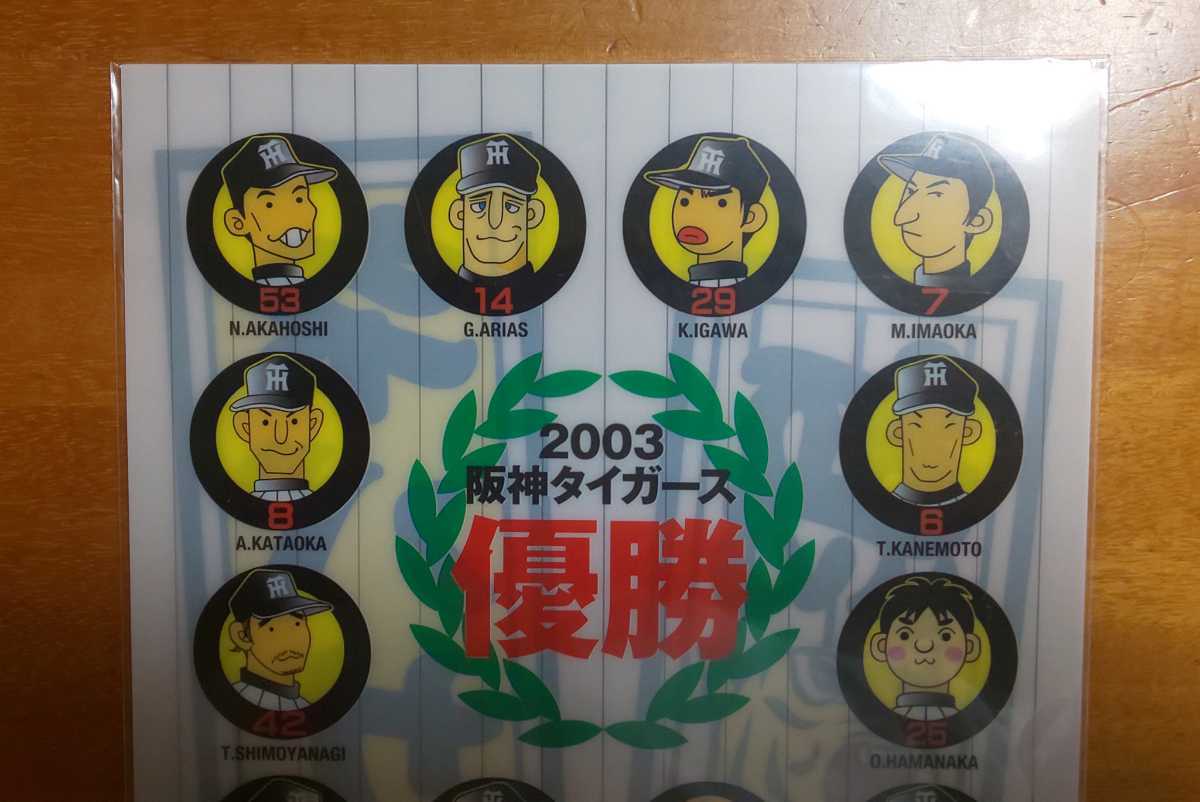 53
N.AKAHOSHI
14
G.ARIAS
29
K.IGAWA
7
M.IMAOKA
8
A.KATAOKA
2003
阪神タイガース
優勝
6
T.KANEMOTO
42
T.SHIMOYANAGI
25
O.HAMANAKA